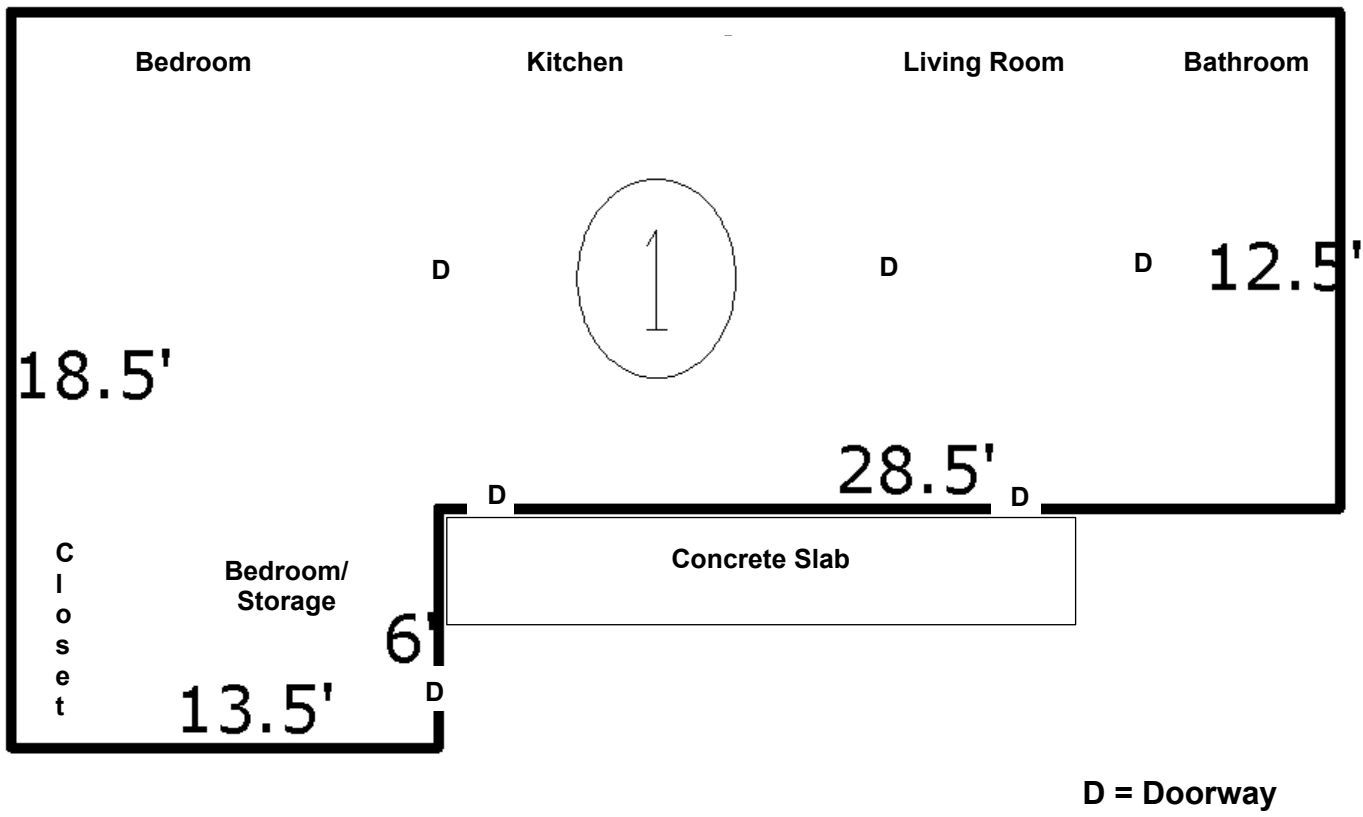 Bedroom
Kitchen
Living Room
Bathroom
1
D
D
D
12.5'
18.5'
28.5'
D
D
Closet
Bedroom/
Storage
Concrete Slab
6'
D
13.5'
D = Doorway